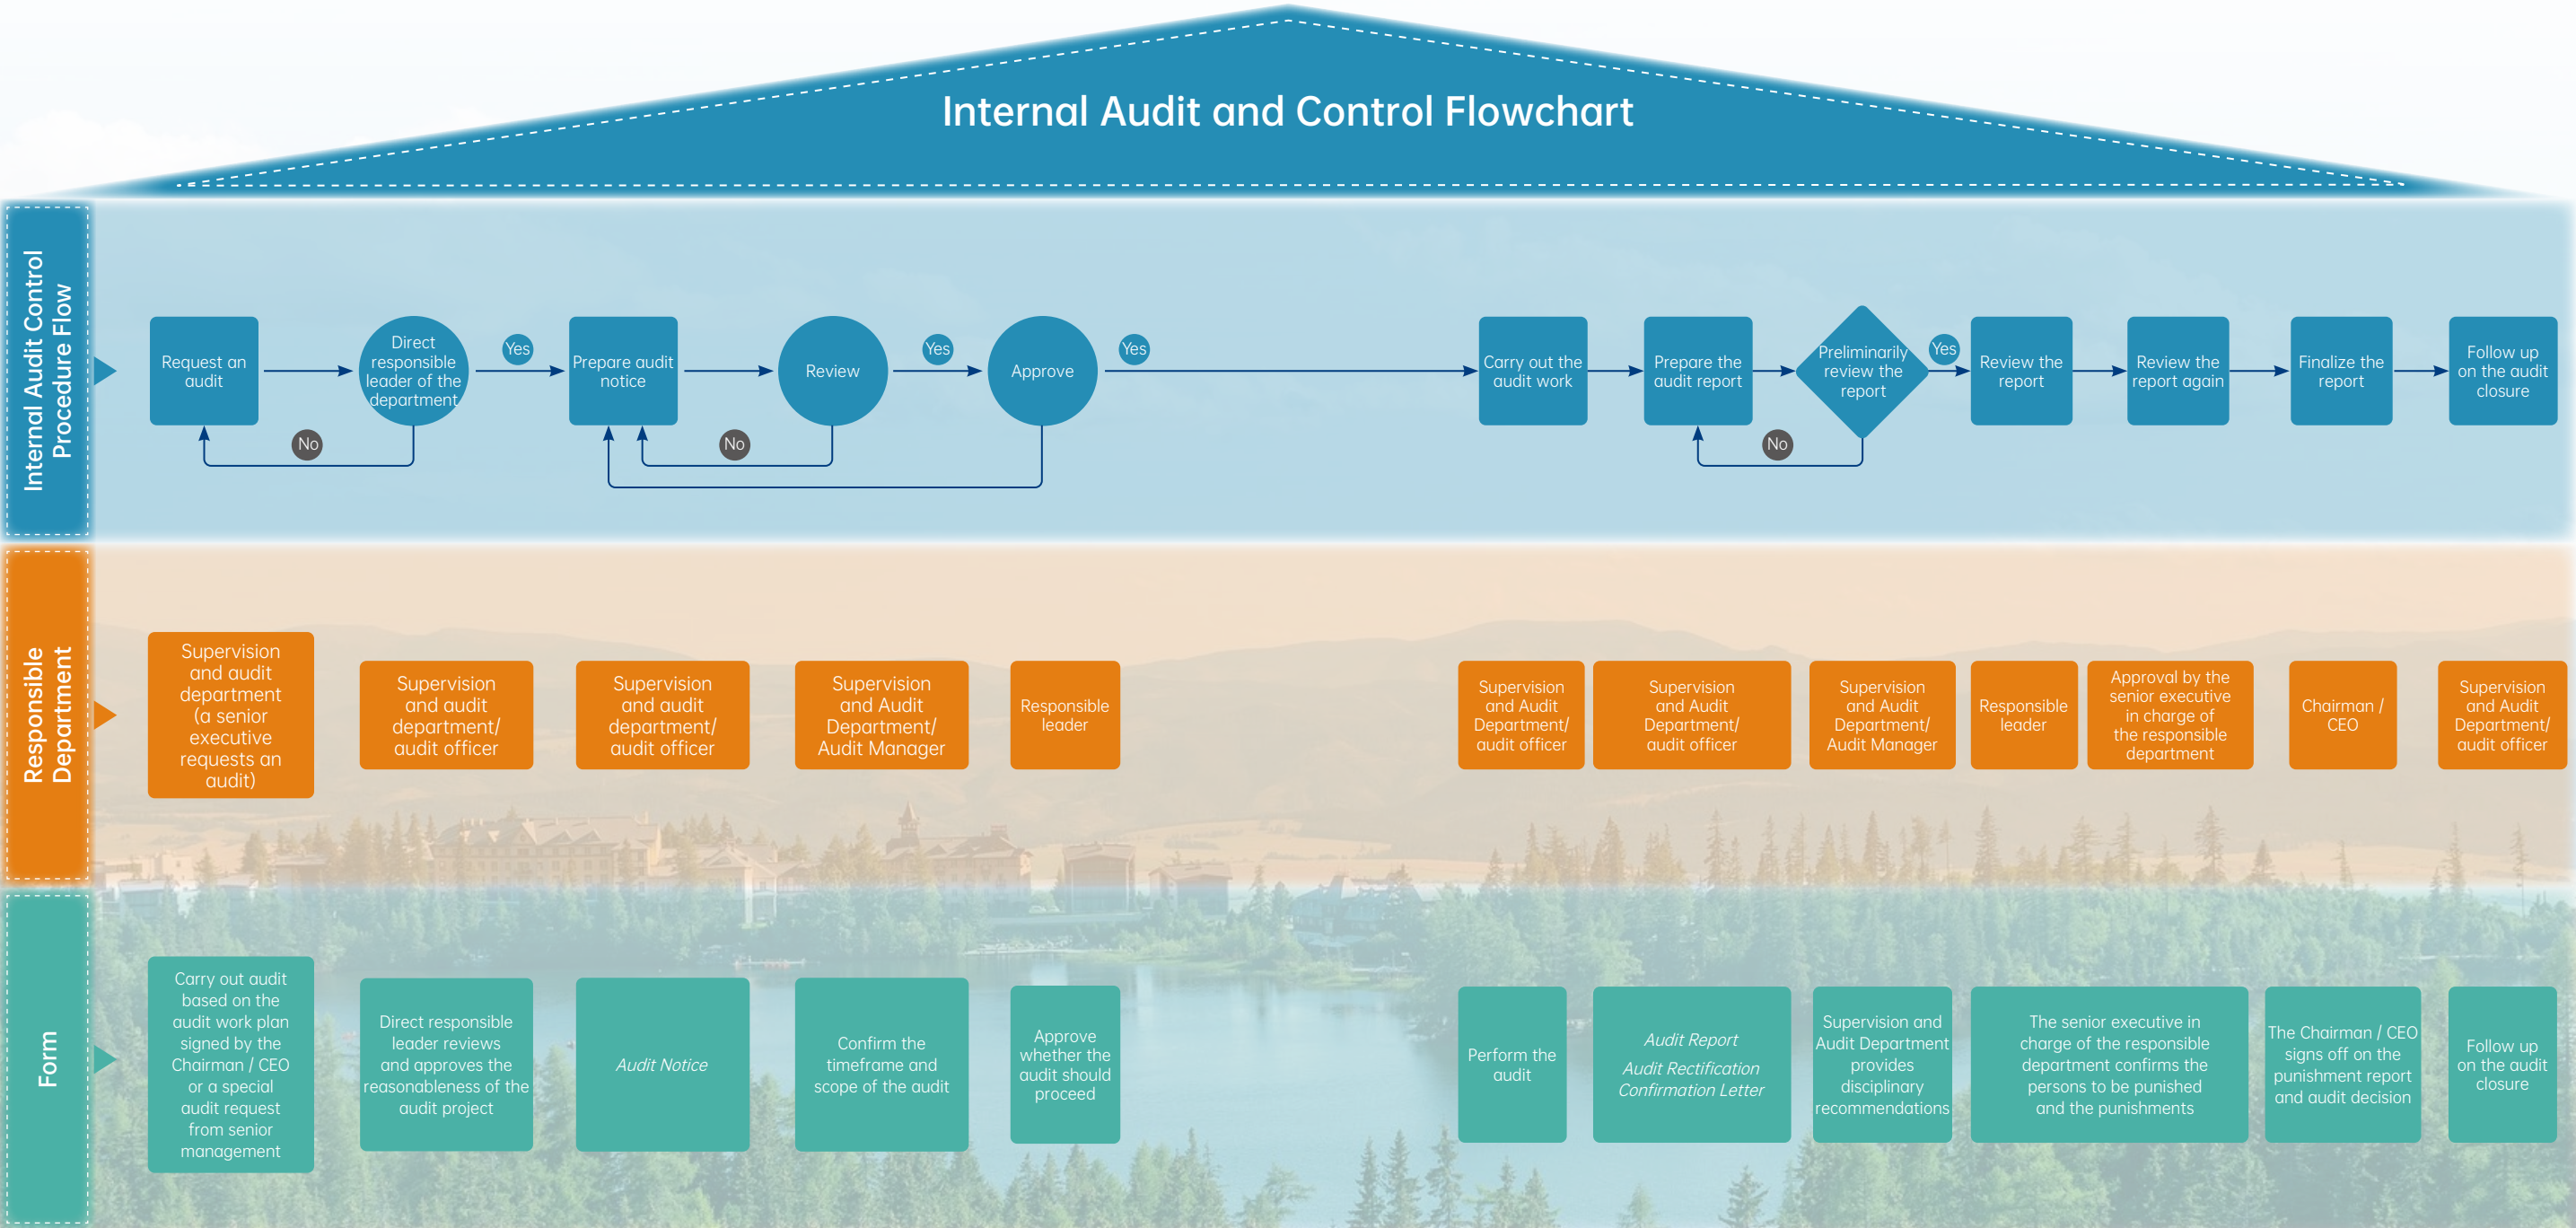 Internal Audit and Control Flowchart
Internal Audit Control
Procedure Flow
Request an
audit
Direct
responsible
leader of the
department
Yes
Prepare audit
notice
Review
Yes
Approve
Yes
Carry out the
audit work
Prepare the
audit report
Preliminarily
review the
report
Yes
Review the
report
Review the
report again
Finalize the
report
Follow up
on the audit
closure
No
No
No
Responsible
Department
Supervision
and audit
department
(a senior
executive
requests an
audit)
Supervision
and audit
department/
audit officer
Supervision
and audit
department/
audit officer
Supervision
and Audit
Department/
Audit Manager
Responsible
leader
Supervision
and Audit
Department/
audit officer
Supervision
and Audit
Department/
audit officer
Supervision
and Audit
Department/
Audit Manager
Responsible
leader
Approval by the
senior executive
in charge of
the responsible
department
Chairman /
CEO
Supervision
and Audit
Department/
audit officer
Form
Carry out audit
based on the
audit work plan
signed by the
Chairman / CEO
or a special
audit request
from senior
management
Direct responsible
leader reviews
and approves the
reasonableness of the
audit project
Audit Notice
Confirm the
timeframe and
scope of the audit
Approve
whether the
audit should
proceed
Perform the
audit
Audit Report
Audit Rectification
Confirmation Letter
Supervision and
Audit Department
provides
disciplinary
recommendations
The senior executive in
charge of the responsible
department confirms the
persons to be punished
and the punishments
The Chairman / CEO
signs off on the
punishment report
and audit decision
Follow up
on the audit
closure